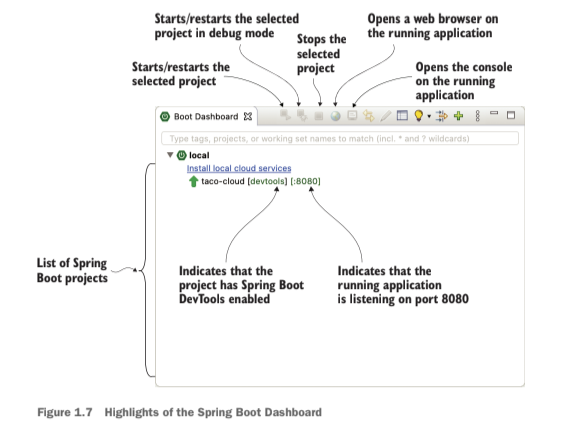 Starts/restarts the selected
project in debug mode
Opens a web browser on
the running application
Stops the
selected
project
Starts/restarts the
selected project
Opens the console
on the running
application
Boot Dashboard
Type tags, projects, or working set names to match (incl. * and ? wildcards)
local
Install local cloud services
taco-cloud [devtools] [:8080]
List of Spring
Boot projects
Indicates that the
project has Spring Boot
DevTools enabled
Indicates that the
running application
is listening on port 8080
Figure 1.7 Highlights of the Spring Boot Dashboard